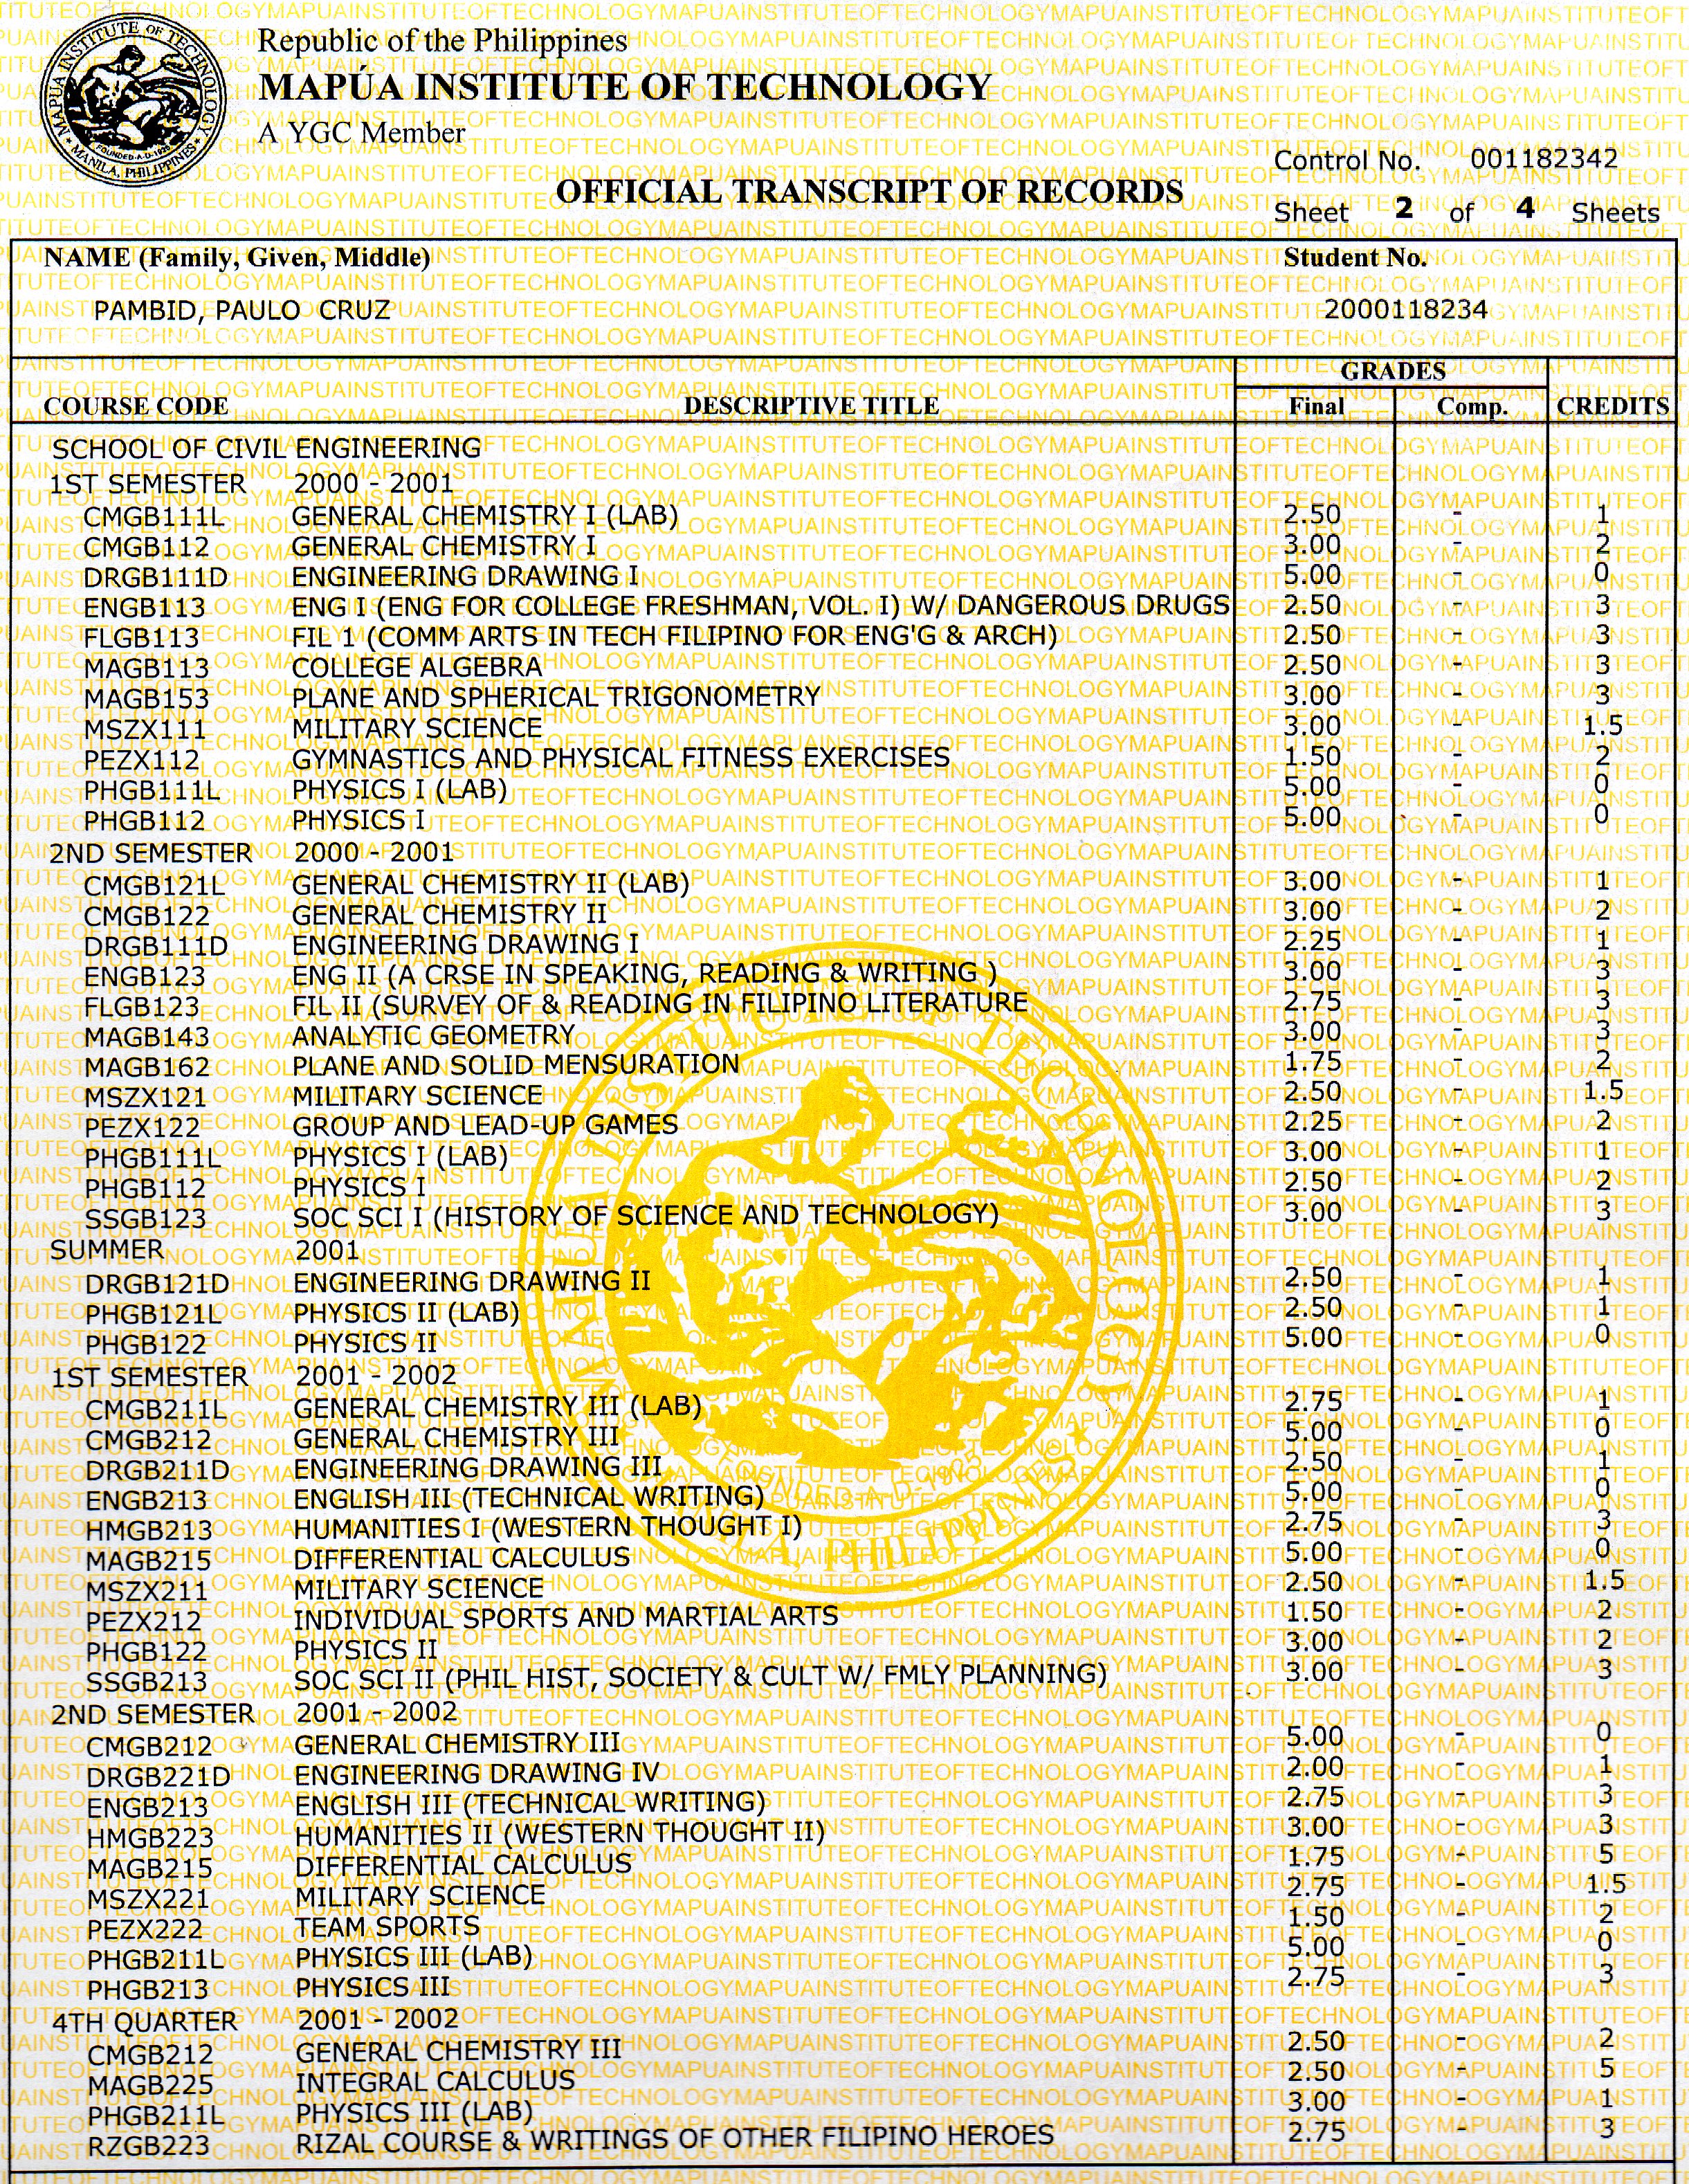 MAPÚA INSTITUTE OF TECHNOLOGY
FOUNDED A.D. 1925
MANILA, PHILIPPINES
Republic of the Philippines
MAPÚA INSTITUTE OF TECHNOLOGY
A YGC Member
Control No. 001182342
OFFICIAL TRANSCRIPT OF RECORDS
Sheet 2 of 4 Sheets
NAME (Family, Given, Middle) Student No.
PAMBID, PAULO CRUZ 2000118234
GRADES
COURSE CODE DESCRIPTIVE TITLE Final Comp. CREDITS
SCHOOL OF CIVIL ENGINEERING
1ST SEMESTER 2000 - 2001
CMGB111L GENERAL CHEMISTRY I (LAB) 2.50 - 1
CMGB112 GENERAL CHEMISTRY I 3.00 - 2
DRGB111D ENGINEERING DRAWING I 5.00 - 0
ENGB113 ENG I (ENG FOR COLLEGE FRESHMAN, VOL. I) W/ DANGEROUS DRUGS 2.50 - 3
FLGB113 FIL 1 (COMM ARTS IN TECH FILIPINO FOR ENG'G & ARCH) 2.50 - 3
MAGB113 COLLEGE ALGEBRA 2.50 - 3
MAGB153 PLANE AND SPHERICAL TRIGONOMETRY 3.00 - 3
MSZX111 MILITARY SCIENCE 3.00 - 1.5
PEZX112 GYMNASTICS AND PHYSICAL FITNESS EXERCISES 1.50 - 2
PHGB111L PHYSICS I (LAB) 5.00 - 0
PHGB112 PHYSICS I 5.00 - 0
2ND SEMESTER 2000 - 2001
CMGB121L GENERAL CHEMISTRY II (LAB) 3.00 - 1
CMGB122 GENERAL CHEMISTRY II 3.00 - 2
DRGB111D ENGINEERING DRAWING I 2.25 - 1
ENGB123 ENG II (A CRSE IN SPEAKING, READING & WRITING ) 3.00 - 3
FLGB123 FIL II (SURVEY OF & READING IN FILIPINO LITERATURE 2.75 - 3
MAGB143 ANALYTIC GEOMETRY 3.00 - 3
MAGB162 PLANE AND SOLID MENSURATION 1.75 - 2
MSZX121 MILITARY SCIENCE 2.50 - 1.5
PEZX122 GROUP AND LEAD-UP GAMES 2.25 - 2
PHGB111L PHYSICS I (LAB) 3.00 - 1
PHGB112 PHYSICS I 2.50 - 2
SSGB123 SOC SCI I (HISTORY OF SCIENCE AND TECHNOLOGY) 3.00 - 3
SUMMER 2001
DRGB121D ENGINEERING DRAWING II 2.50 - 1
PHGB121L PHYSICS II (LAB) 2.50 - 1
PHGB122 PHYSICS II 5.00 - 0
1ST SEMESTER 2001 - 2002
CMGB211L GENERAL CHEMISTRY III (LAB) 2.75 - 1
CMGB212 GENERAL CHEMISTRY III 5.00 - 0
DRGB211D ENGINEERING DRAWING III 2.50 - 1
ENGB213 ENGLISH III (TECHNICAL WRITING) 5.00 - 0
HMGB213 HUMANITIES I (WESTERN THOUGHT I) 2.75 - 3
MAGB215 DIFFERENTIAL CALCULUS 5.00 - 0
MSZX211 MILITARY SCIENCE 2.50 - 1.5
PEZX212 INDIVIDUAL SPORTS AND MARTIAL ARTS 1.50 - 2
PHGB122 PHYSICS II 3.00 - 2
SSGB213 SOC SCI II (PHIL HIST, SOCIETY & CULT W/ FMLY PLANNING) 3.00 - 3
2ND SEMESTER 2001 - 2002
CMGB212 GENERAL CHEMISTRY III 5.00 - 0
DRGB221D ENGINEERING DRAWING IV 2.00 - 1
ENGB213 ENGLISH III (TECHNICAL WRITING) 2.75 - 3
HMGB223 HUMANITIES II (WESTERN THOUGHT II) 3.00 - 3
MAGB215 DIFFERENTIAL CALCULUS 1.75 - 5
MSZX221 MILITARY SCIENCE 2.75 - 1.5
PEZX222 TEAM SPORTS 1.50 - 2
PHGB211L PHYSICS III (LAB) 5.00 - 0
PHGB213 PHYSICS III 2.75 - 3
4TH QUARTER 2001 - 2002
CMGB212 GENERAL CHEMISTRY III 2.50 - 2
MAGB225 INTEGRAL CALCULUS 2.50 - 5
PHGB211L PHYSICS III (LAB) 3.00 - 1
RZGB223 RIZAL COURSE & WRITINGS OF OTHER FILIPINO HEROES 2.75 - 3